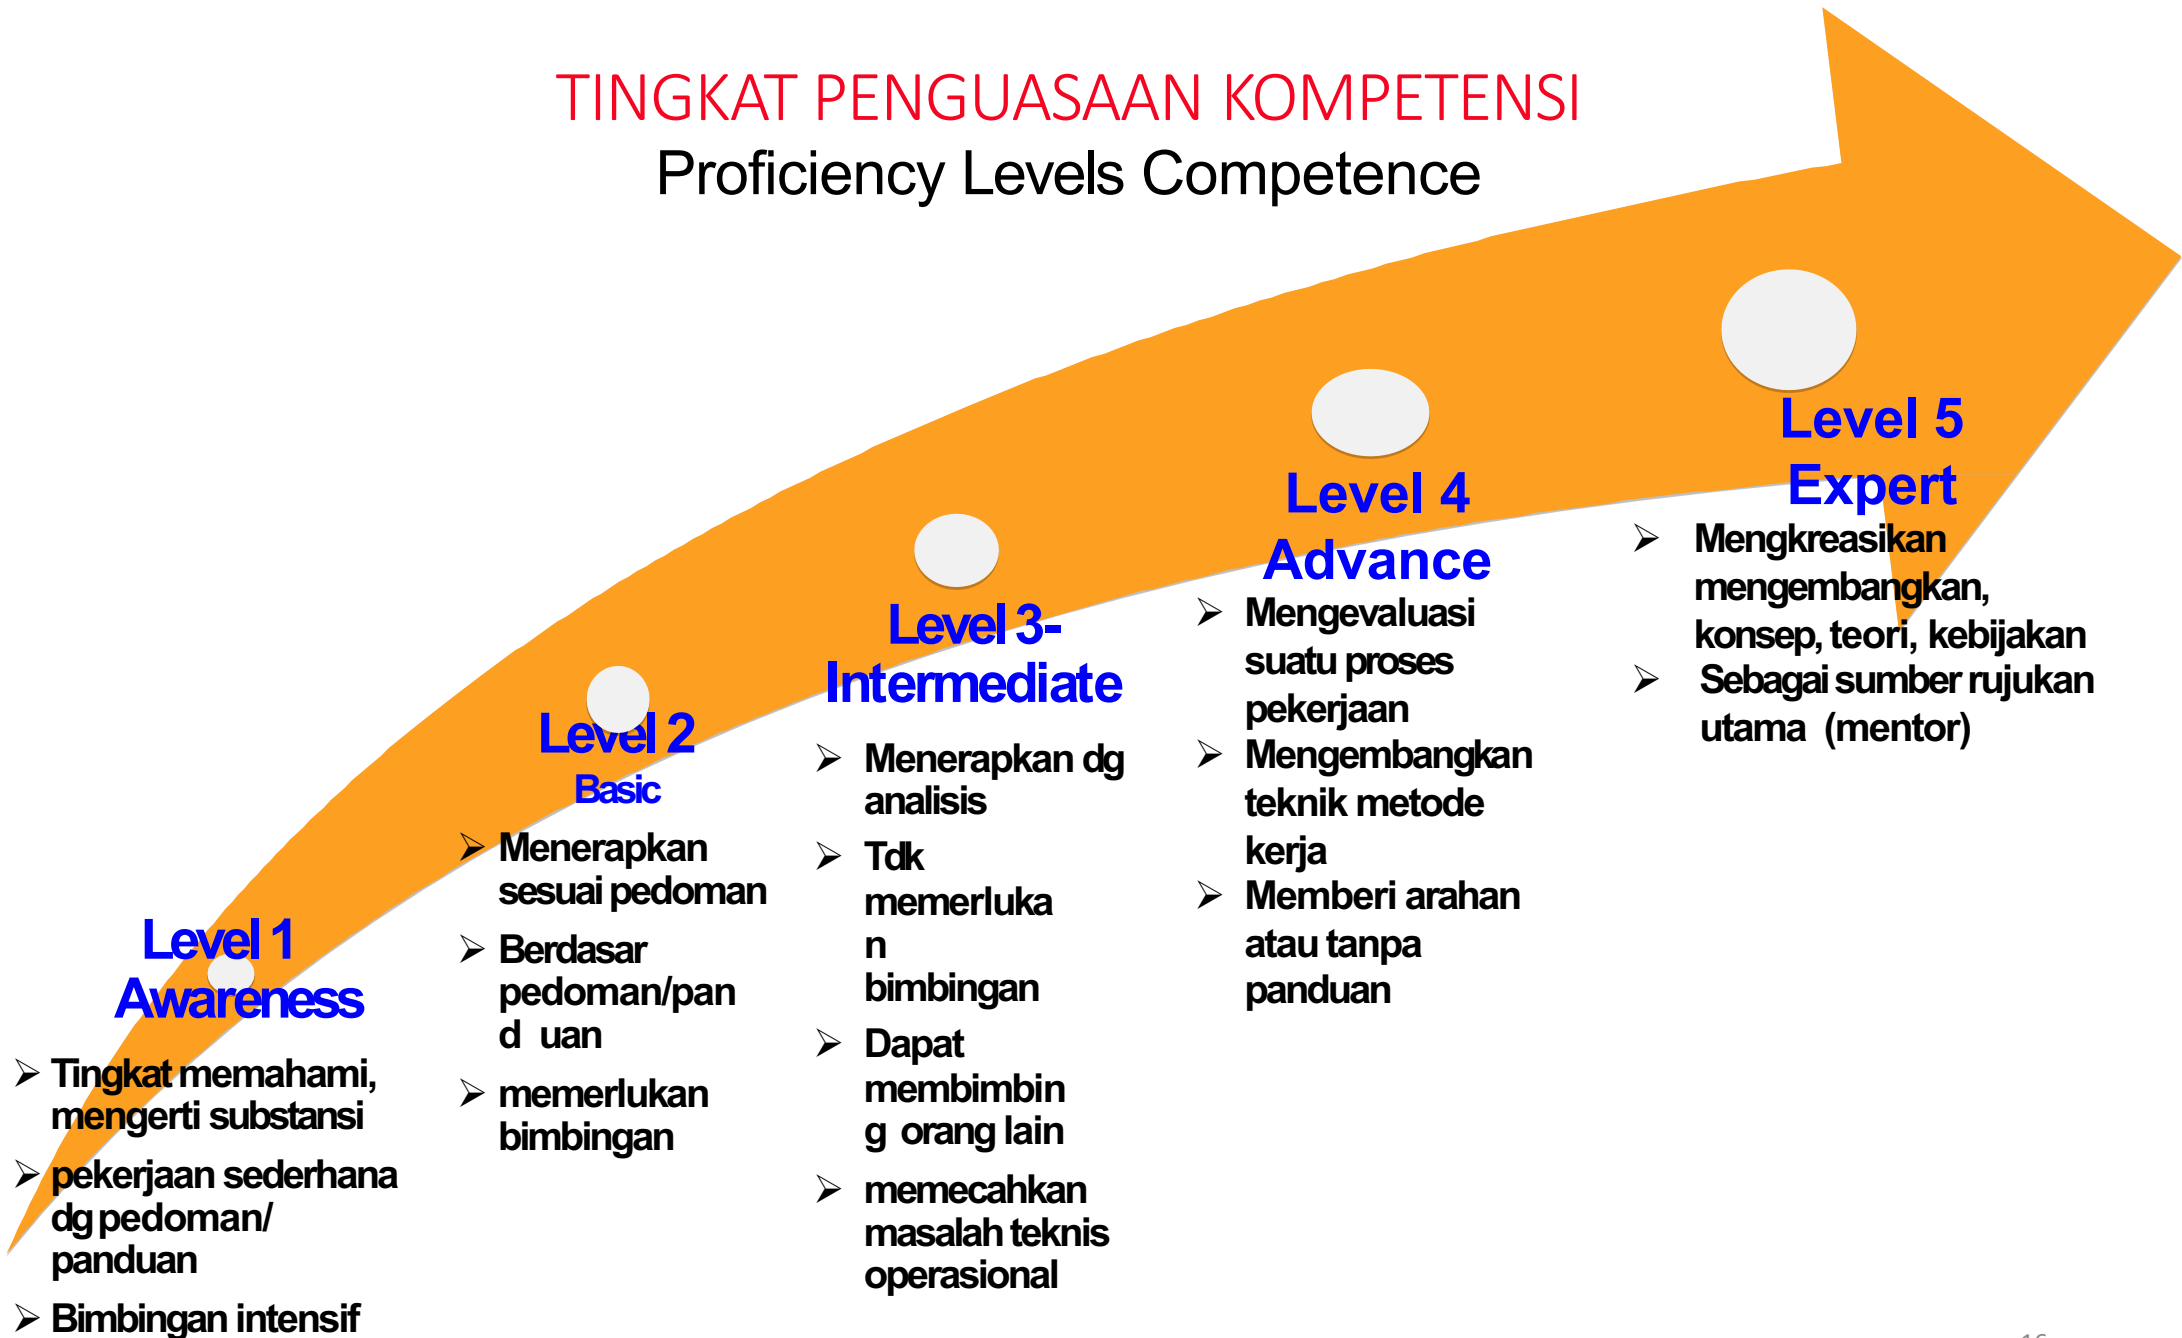 TINGKAT PENGUASAAN KOMPETENSI
Proficiency Levels Competence
Level 1
Awareness
Tingkat memahami,
mengerti substansi
pekerjaan sederhana
dg pedoman/
panduan
Bimbingan intensif
Level 2
Basic
Menerapkan
sesuai pedoman
Berdasar
pedoman/pan
d uan
memerlukan
bimbingan
Level 3-
Intermediate
Menerapkan dg
analisis
Tdk
memerluka
n
bimbingan
Dapat
membimbin
g orang lain
memecahkan
masalah teknis
operasional
Level 4
Advance
Mengevaluasi
suatu proses
pekerjaan
Mengembangkan
teknik metode
kerja
Memberi arahan
atau tanpa
panduan
Level 5
Expert
Mengkreasikan
mengembangkan,
konsep, teori, kebijakan
Sebagai sumber rujukan
utama (mentor)